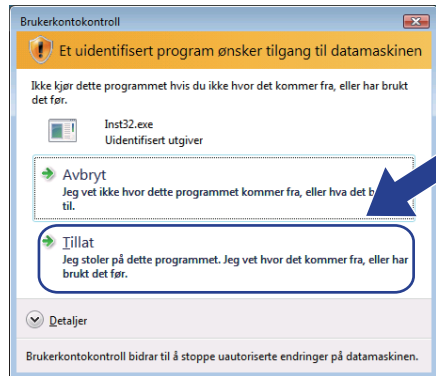 Brukerkontokontroll
Et uidentifisert program ønsker tilgang til datamaskinen
Ikke kjør dette programmet hvis du ikke hvor det kommer fra, eller har brukt
det før.
Inst32.exe
Uidentifisert utgiver
Avbryt
Jeg vet ikke hvor dette programmet kommer fra, eller hva det
til.
Tillat
Jeg stoler på dette programmet. Jeg vet hvor det kommer fra, eller har
brukt det før.
Detaljer
Brukerkontokontroll bidrar til å stoppe uautoriserte endringer på datamaskinen.